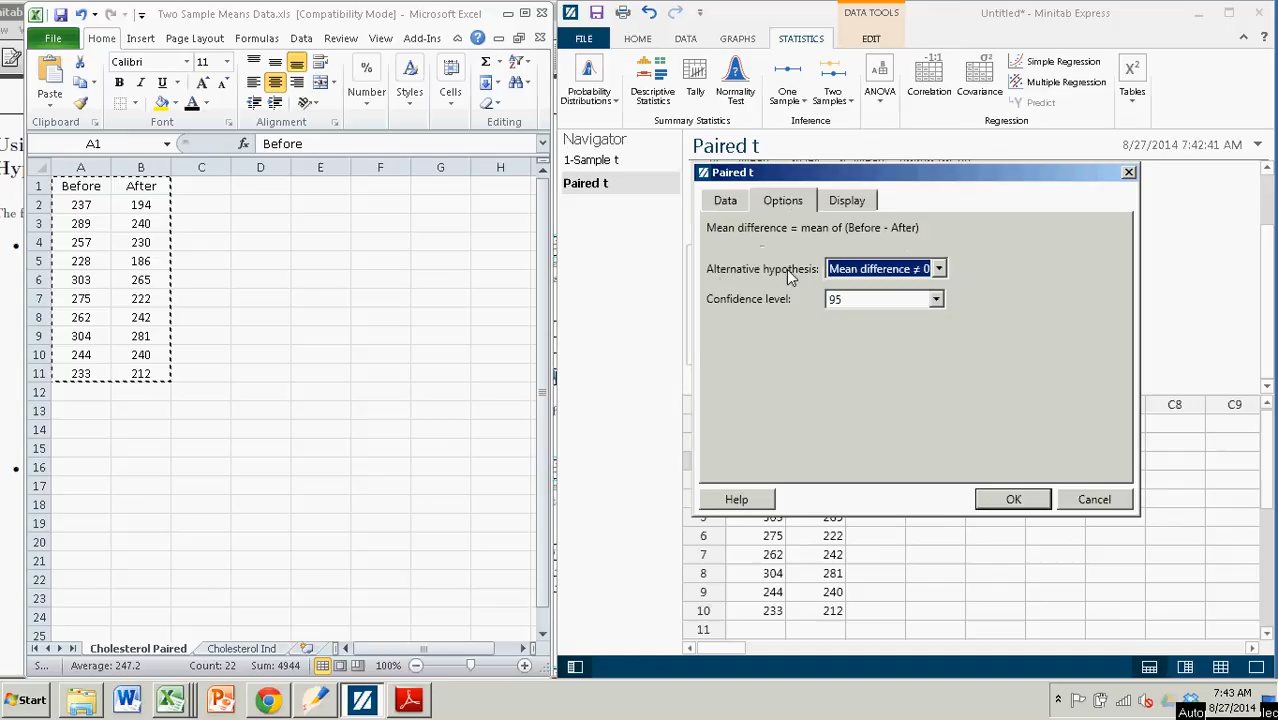 Two Sample Means Data.xls [Compatibility Mode] - Microsoft Excel
File Home Insert Page Layout Formulas Data Review View Add-Ins
Paste
Calibri 11
B I U
Number
Styles
Cells
Clipboard Font Alignment Editing
A1 fx Before
A B C D E F G H
1 Before After
2 237 194
3 289 240
4 257 230
5 228 186
6 303 265
7 275 222
8 262 242
9 304 281
10 244 240
11 233 212
12
13
14
15
16
17
18
19
20
21
22
23
24
25
Cholesterol Paired Cholesterol Ind
S... Average: 247.2 Count: 22 Sum: 4944 100%
DATA TOOLS Untitled* - Minitab Express
FILE HOME DATA GRAPHS STATISTICS EDIT
Probability Distributions
Descriptive Statistics
Tally
Normality Test
One Sample
Two Samples
ANOVA
Correlation
Covariance
Simple Regression
Multiple Regression
Predict
Tables
Summary Statistics Inference Regression
Navigator
1-Sample t
Paired t
Paired t 8/27/2014 7:42:41 AM
Paired t
Data Options Display
Mean difference = mean of (Before - After)
Alternative hypothesis: Mean difference ≠ 0
Confidence level: 95
Help OK Cancel
C8 C9
6 275 222
7 262 242
8 304 281
9 244 240
10 233 212
11
Start
7:43 AM
8/27/2014